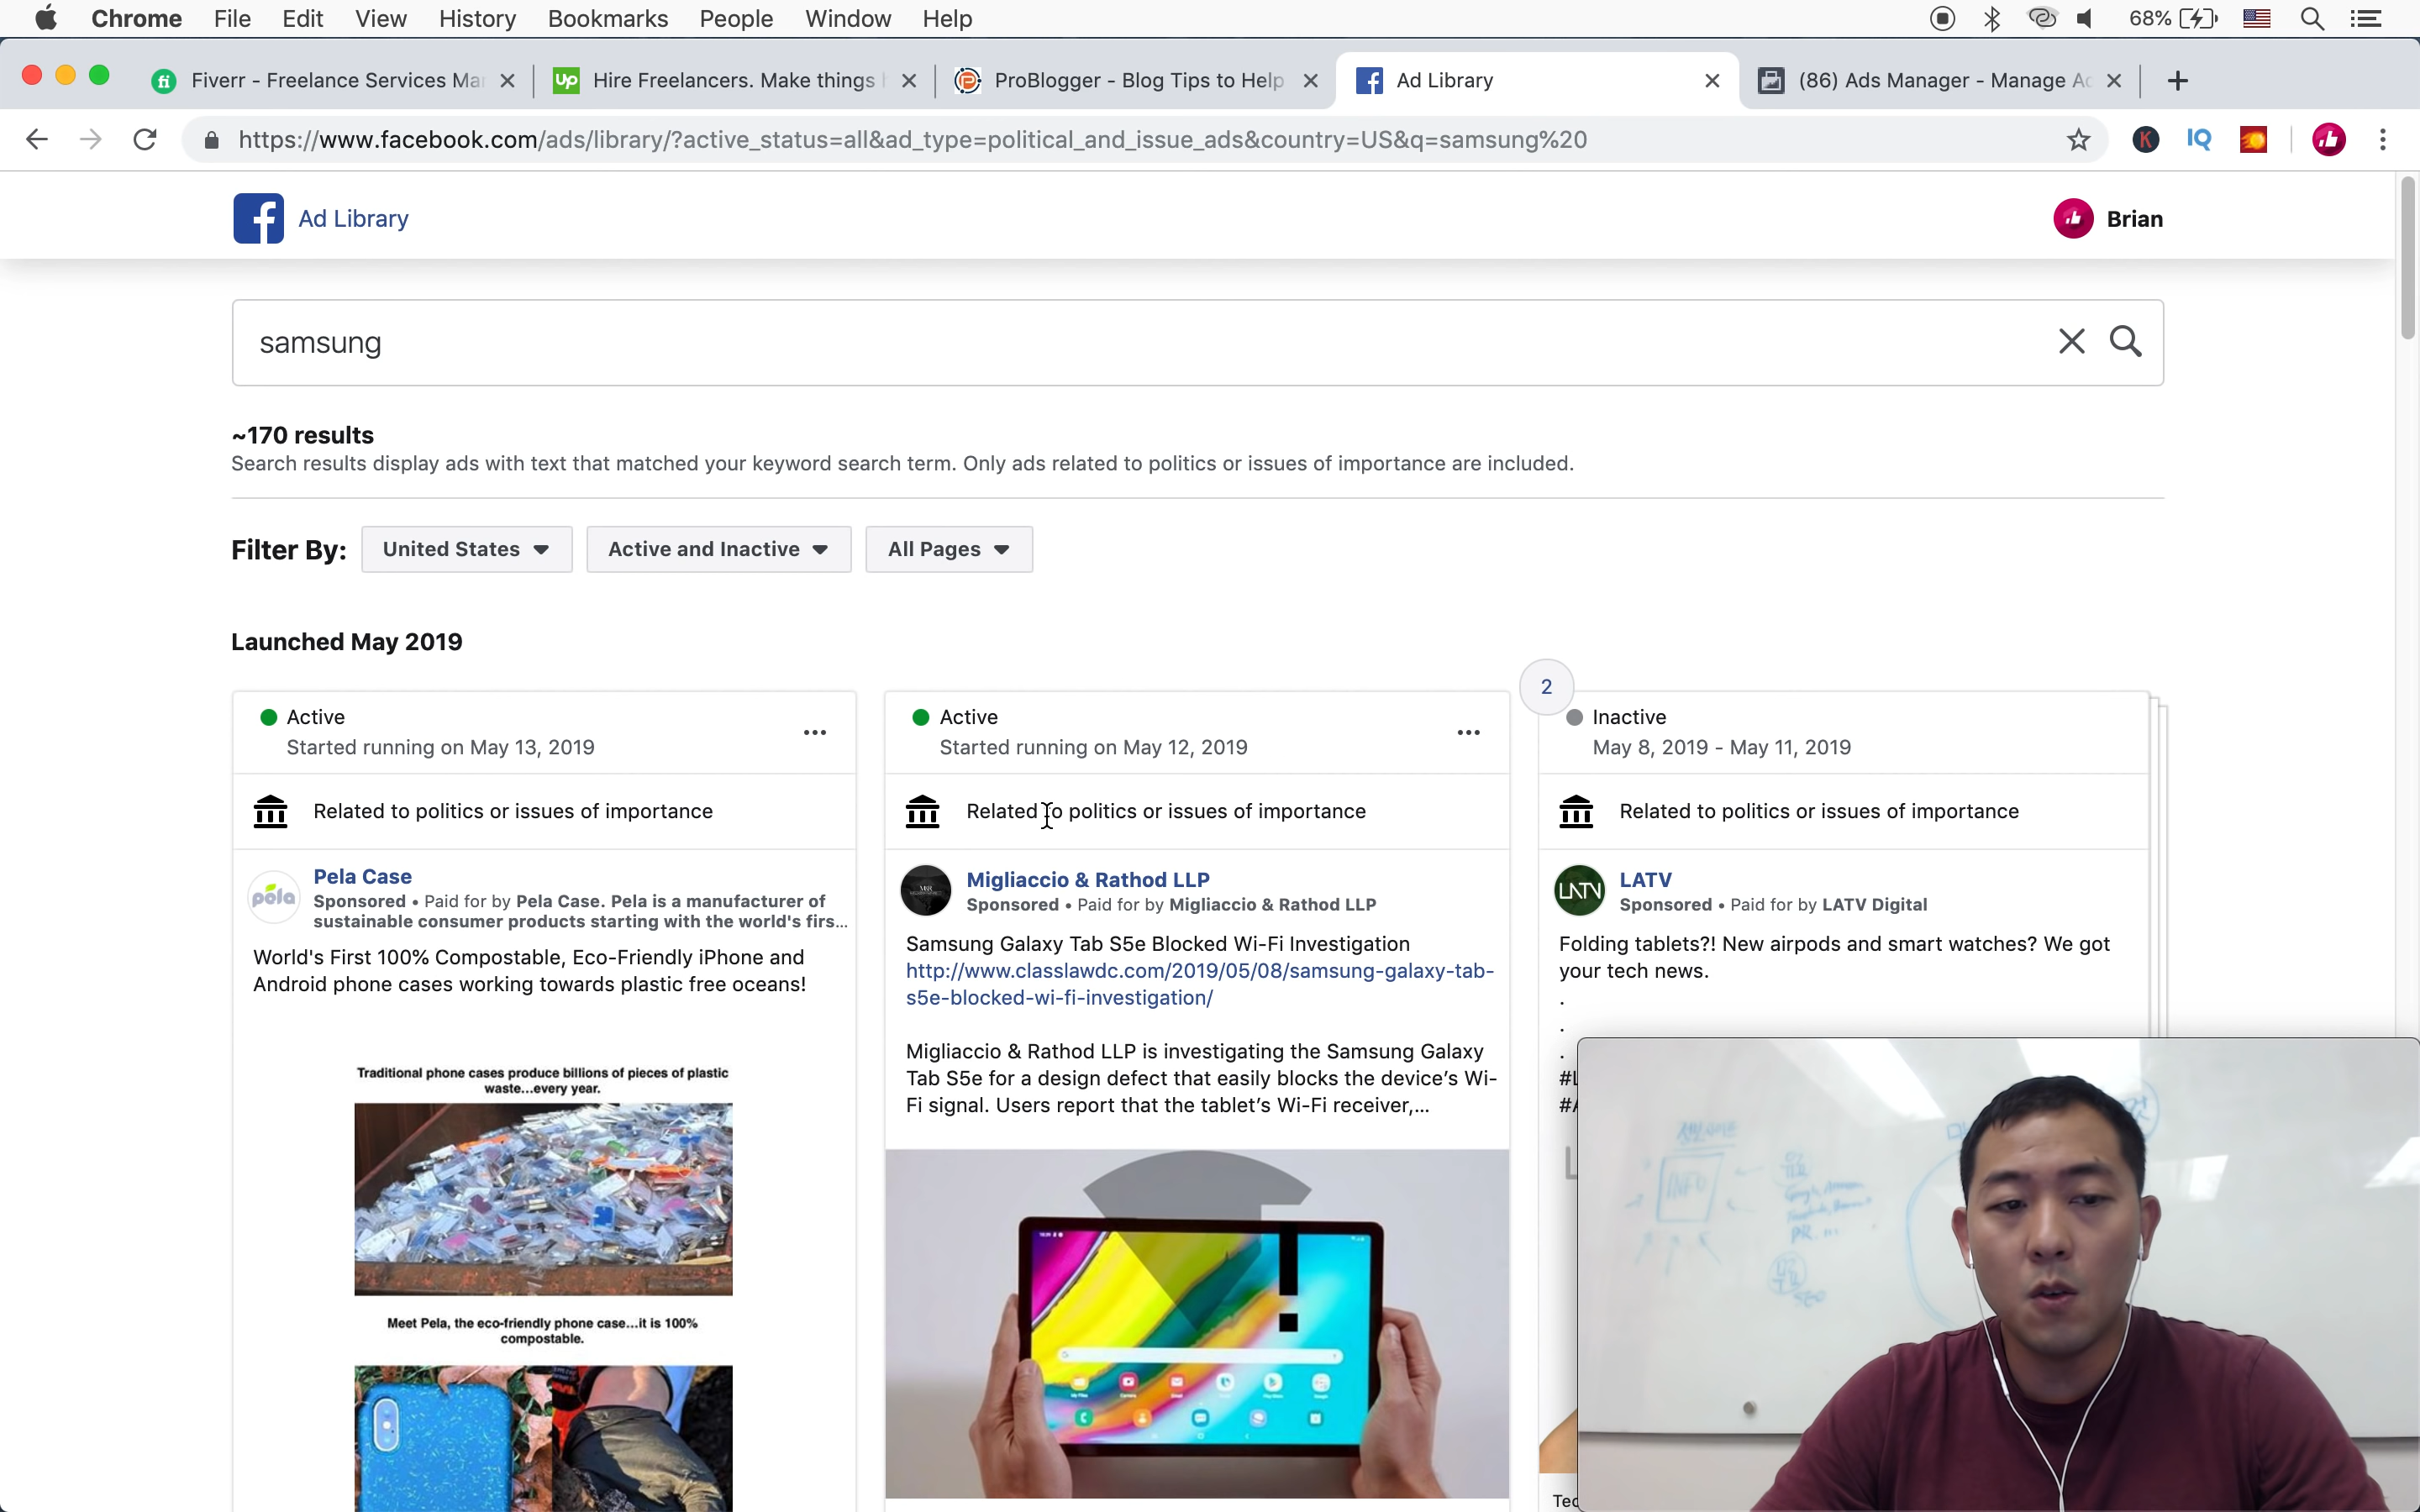 Chrome File Edit View History Bookmarks People Window Help 68%
Fiverr - Freelance Services Mar
Hire Freelancers. Make things
ProBlogger - Blog Tips to Help
Ad Library
(86) Ads Manager - Manage Ad
https://www.facebook.com/ads/library/?active_status=all&ad_type=political_and_issue_ads&country=US&q=samsung%20
Ad Library
Brian
samsung
~170 results
Search results display ads with text that matched your keyword search term. Only ads related to politics or issues of importance are included.
Filter By: United States Active and Inactive All Pages
Launched May 2019
Active
Started running on May 13, 2019
Related to politics or issues of importance
pela
Pela Case
Sponsored • Paid for by Pela Case. Pela is a manufacturer of
sustainable consumer products starting with the world's firs...
World's First 100% Compostable, Eco-Friendly iPhone and
Android phone cases working towards plastic free oceans!
Traditional phone cases produce billions of pieces of plastic
waste...every year.
Meet Pela, the eco-friendly phone case...it is 100%
compostable.
Active
Started running on May 12, 2019
Related to politics or issues of importance
Migliaccio & Rathod LLP
Sponsored • Paid for by Migliaccio & Rathod LLP
Samsung Galaxy Tab S5e Blocked Wi-Fi Investigation
http://www.classlawdc.com/2019/05/08/samsung-galaxy-tab-
s5e-blocked-wi-fi-investigation/
Migliaccio & Rathod LLP is investigating the Samsung Galaxy
Tab S5e for a design defect that easily blocks the device's Wi-
Fi signal. Users report that the tablet's Wi-Fi receiver,...
2
Inactive
May 8, 2019 - May 11, 2019
Related to politics or issues of importance
LATV
LATV
Sponsored • Paid for by LATV Digital
Folding tablets?! New airpods and smart watches? We got
your tech news.
.
.
.
INFO
PR
SEO